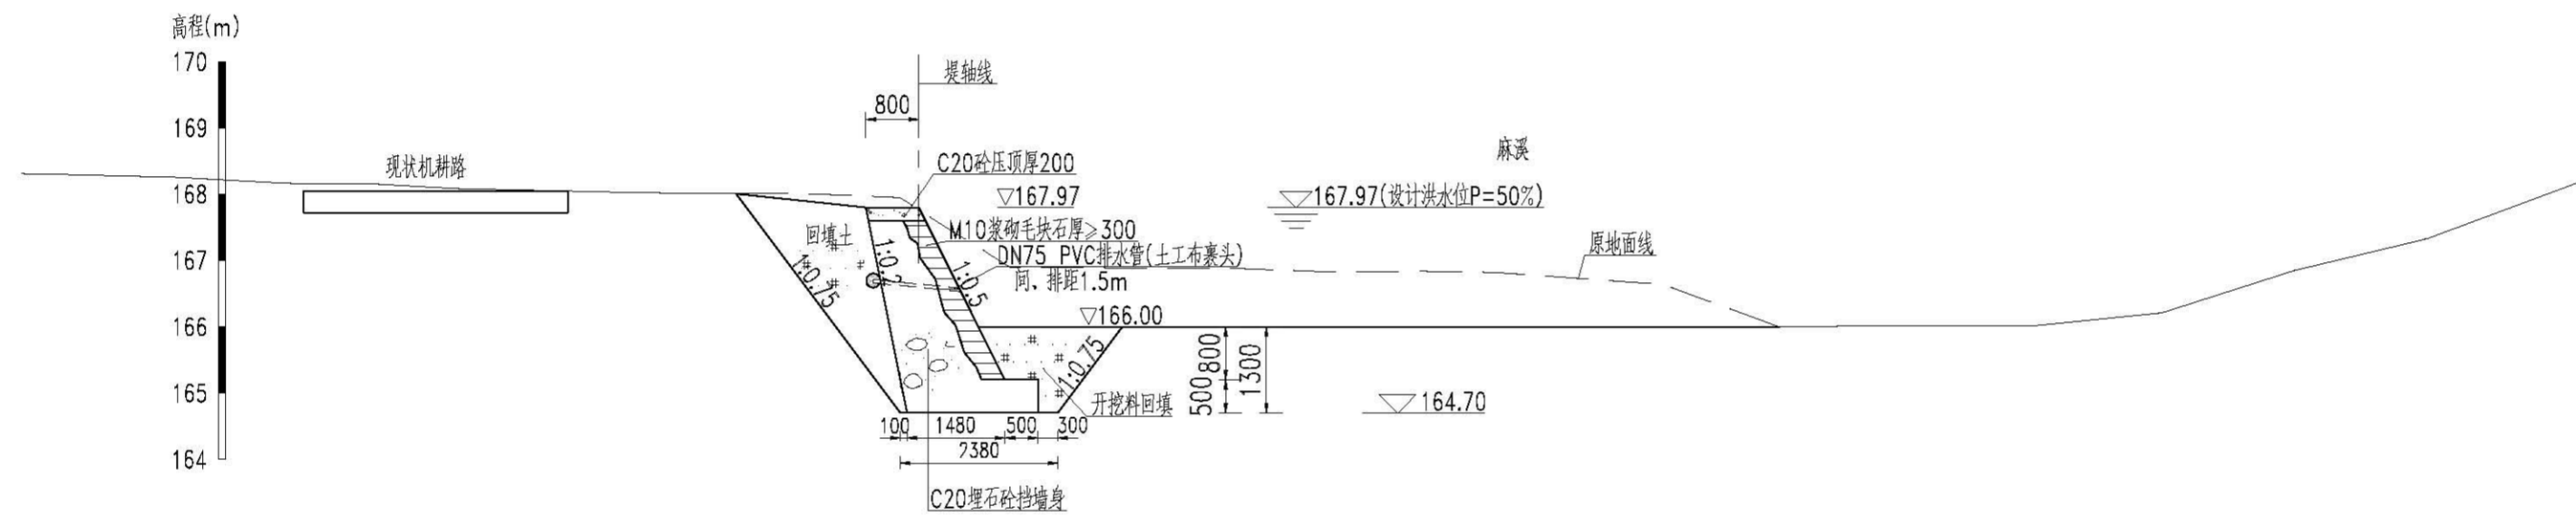 高程(m)
170
169
168
167
166
165
164
现状机耕路
堤轴线
800
C20砼压顶厚200
▽167.97
M10浆砌毛块石厚≥300
DN75 PVC排水管(土工布裹头)
间、排距1.5m
回填土
1:0.2
1:0.75
1:0.5
▽166.00
1:0.75
开挖料回填
麻溪
167.97(设计洪水位P=50%)
原地面线
800
500
1300
164.70
100
1480
500
300
2380
C20埋石砼挡墙身